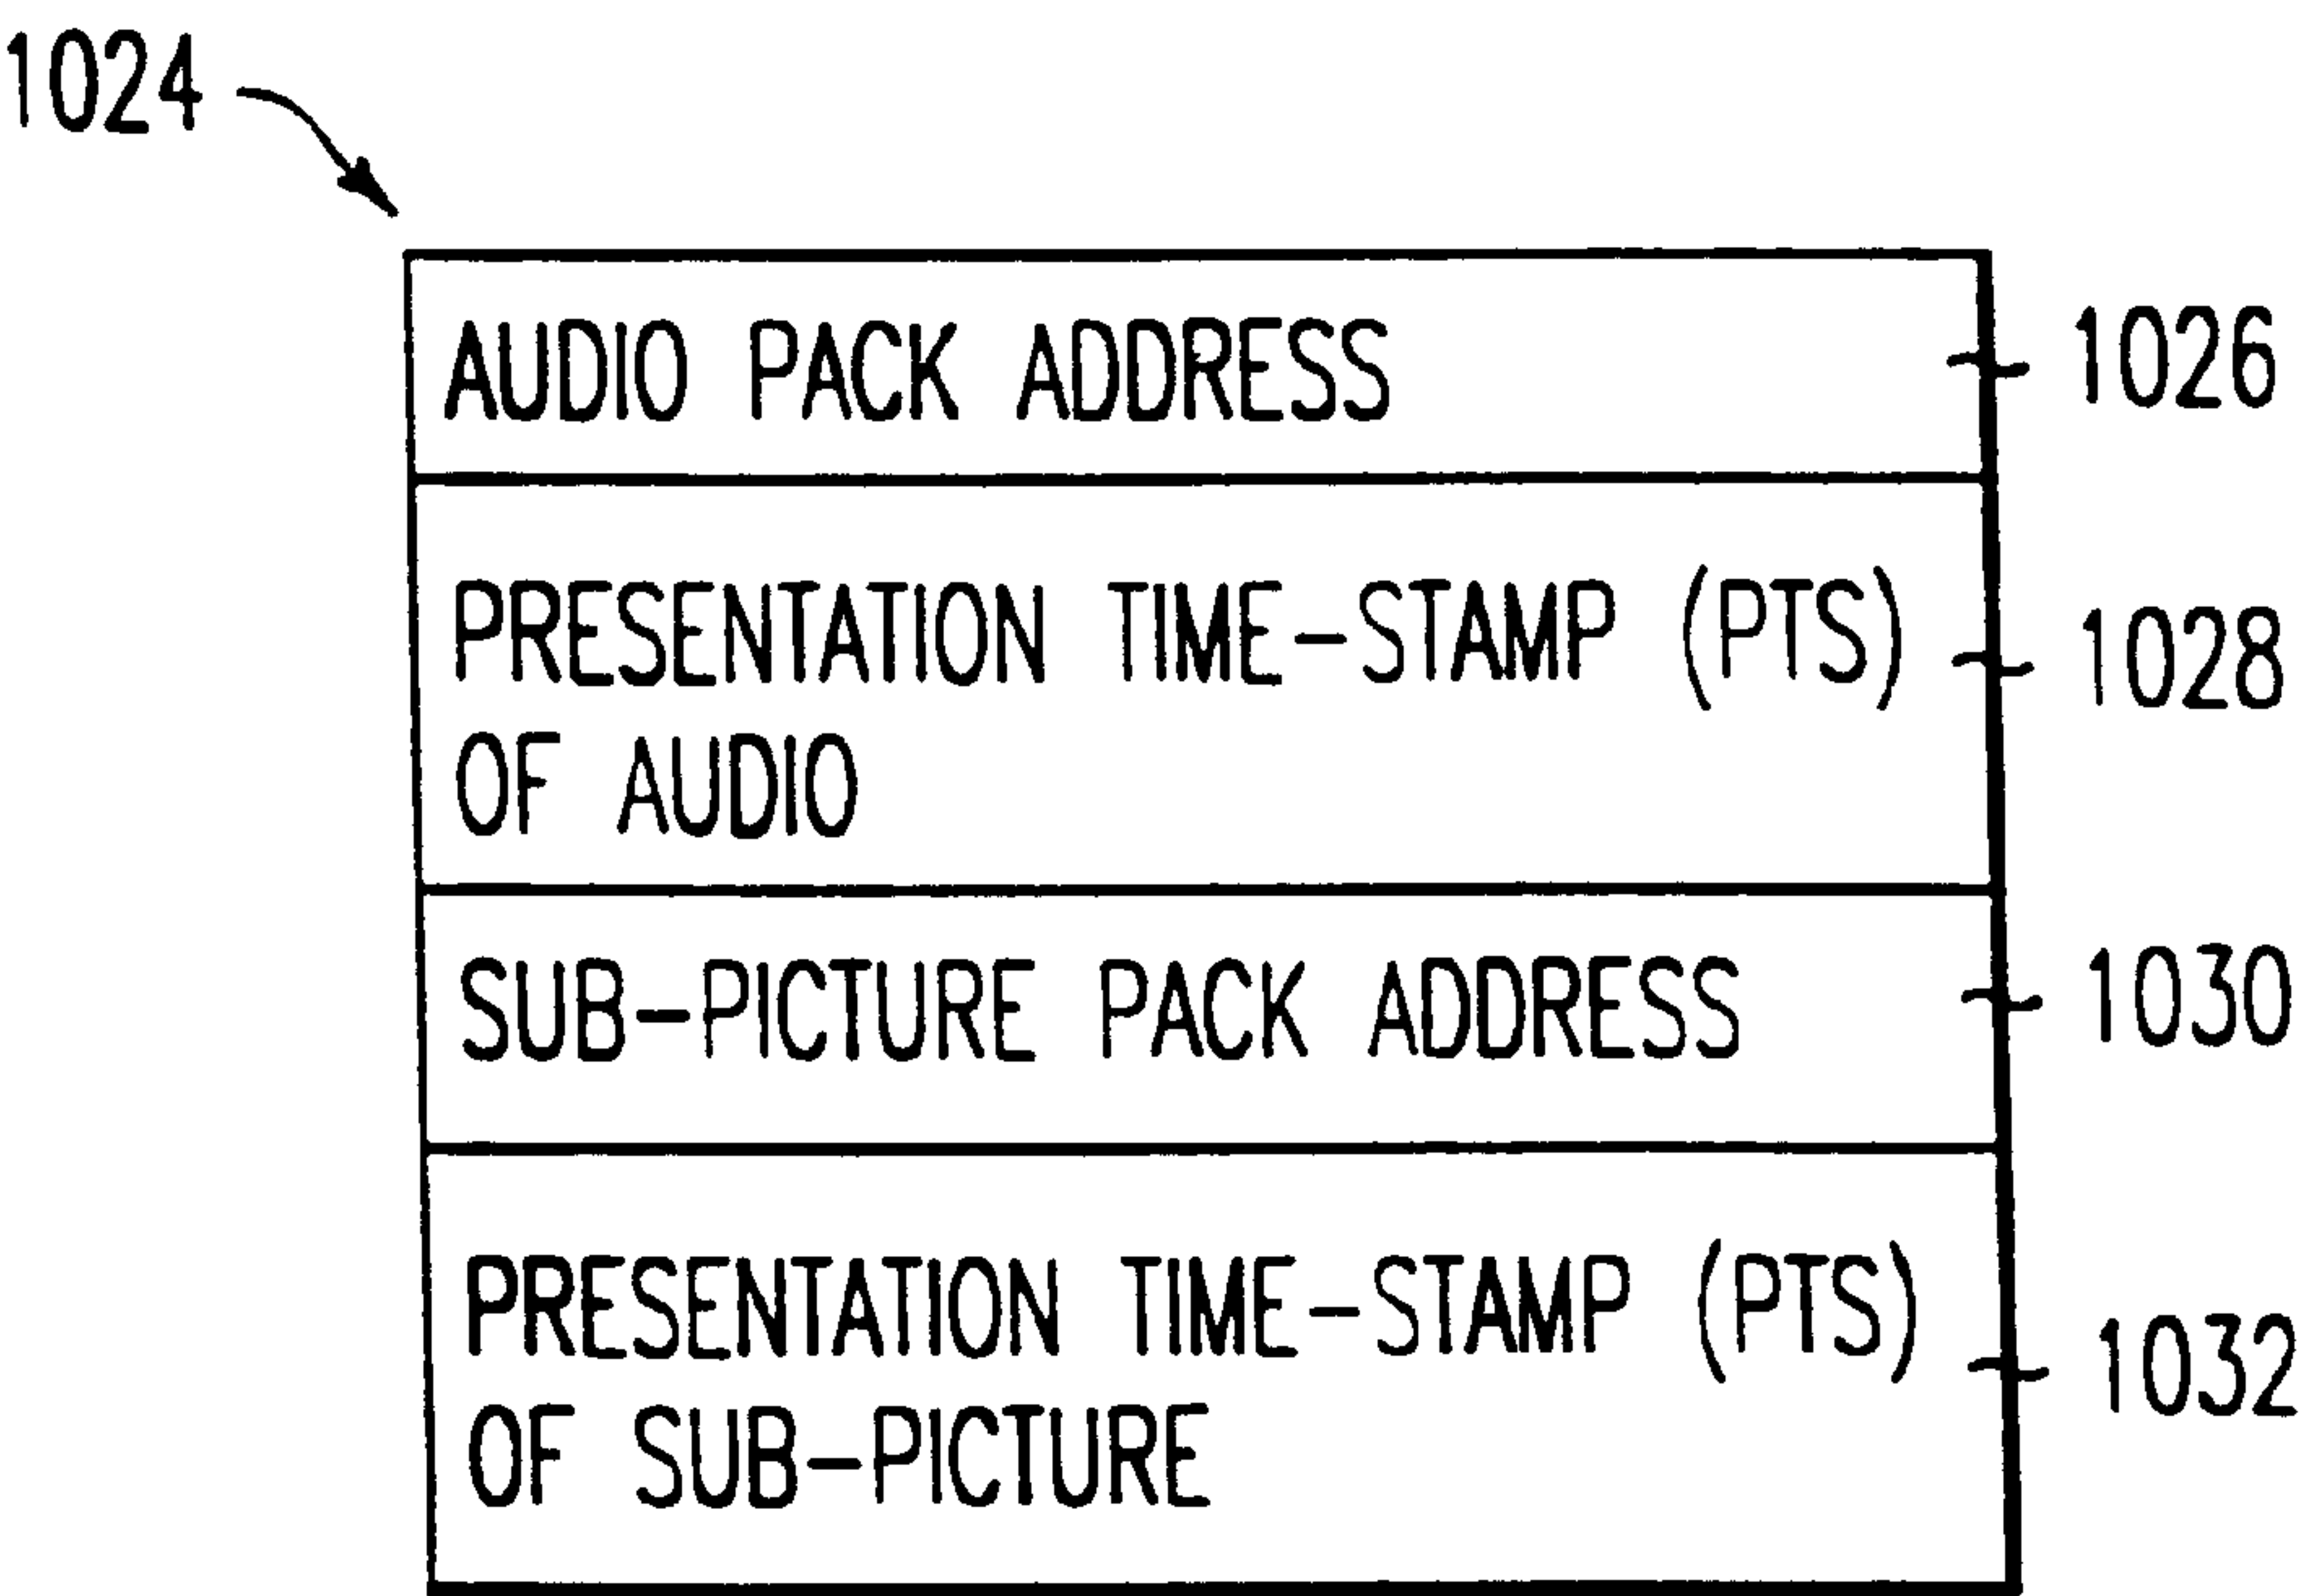 1024
AUDIO PACK ADDRESS
1026
PRESENTATION TIME-STAMP (PTS)
OF AUDIO
1028
SUB-PICTURE PACK ADDRESS
1030
PRESENTATION TIME-STAMP (PTS)
OF SUB-PICTURE
1032